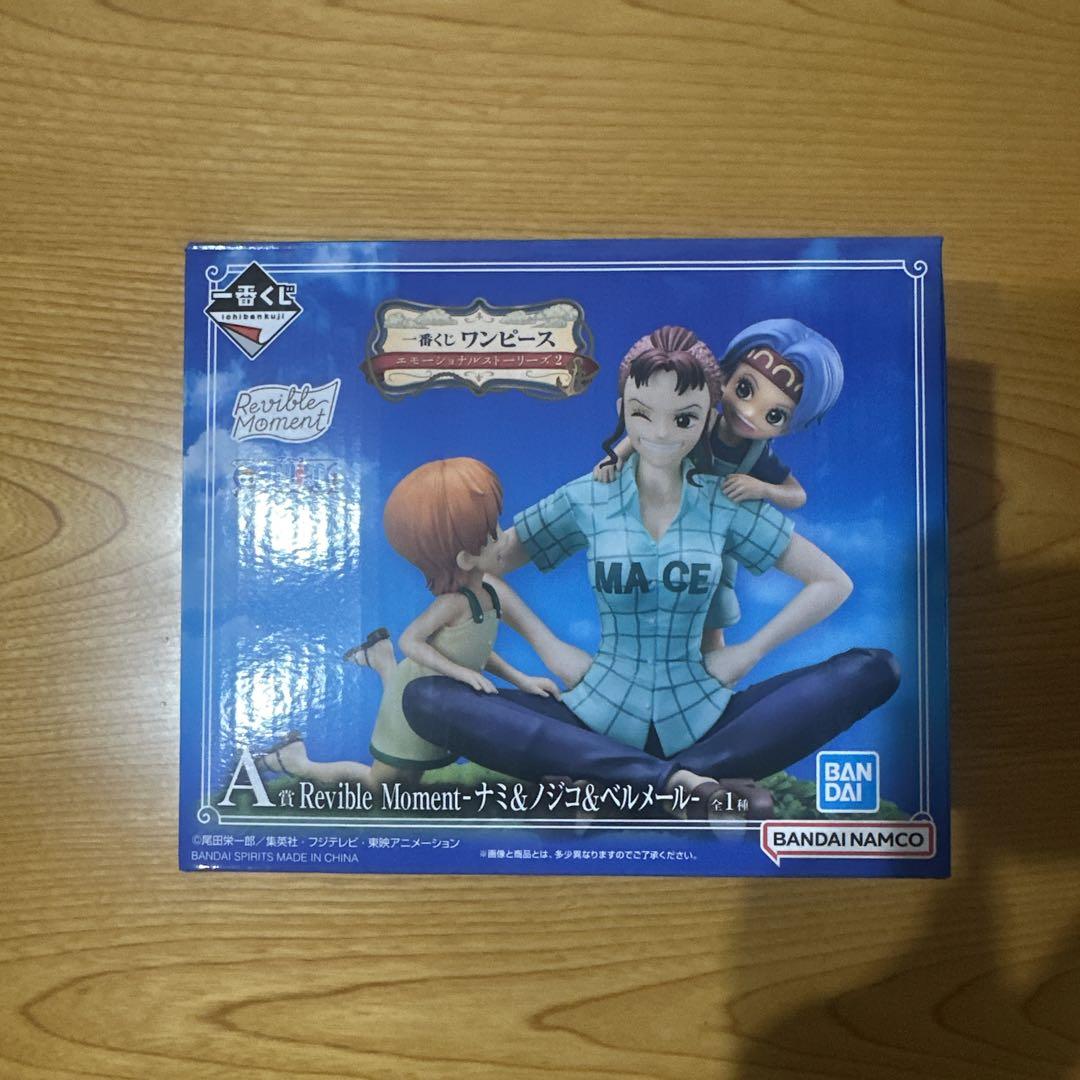 一番くじ
ichibankuji
一番くじ ワンピース
エモーショナルストーリーズ 2
Revible
Moment
MA CE
A賞 Revible Moment-ナミ&ノジコ&ベルメール- 全1種
BAN
DAI
BANDAI NAMCO
©尾田栄一郎/集英社・フジテレビ・東映アニメーション
BANDAI SPIRITS MADE IN CHINA
※画像と商品とは、多少異なりますのでご了承ください。